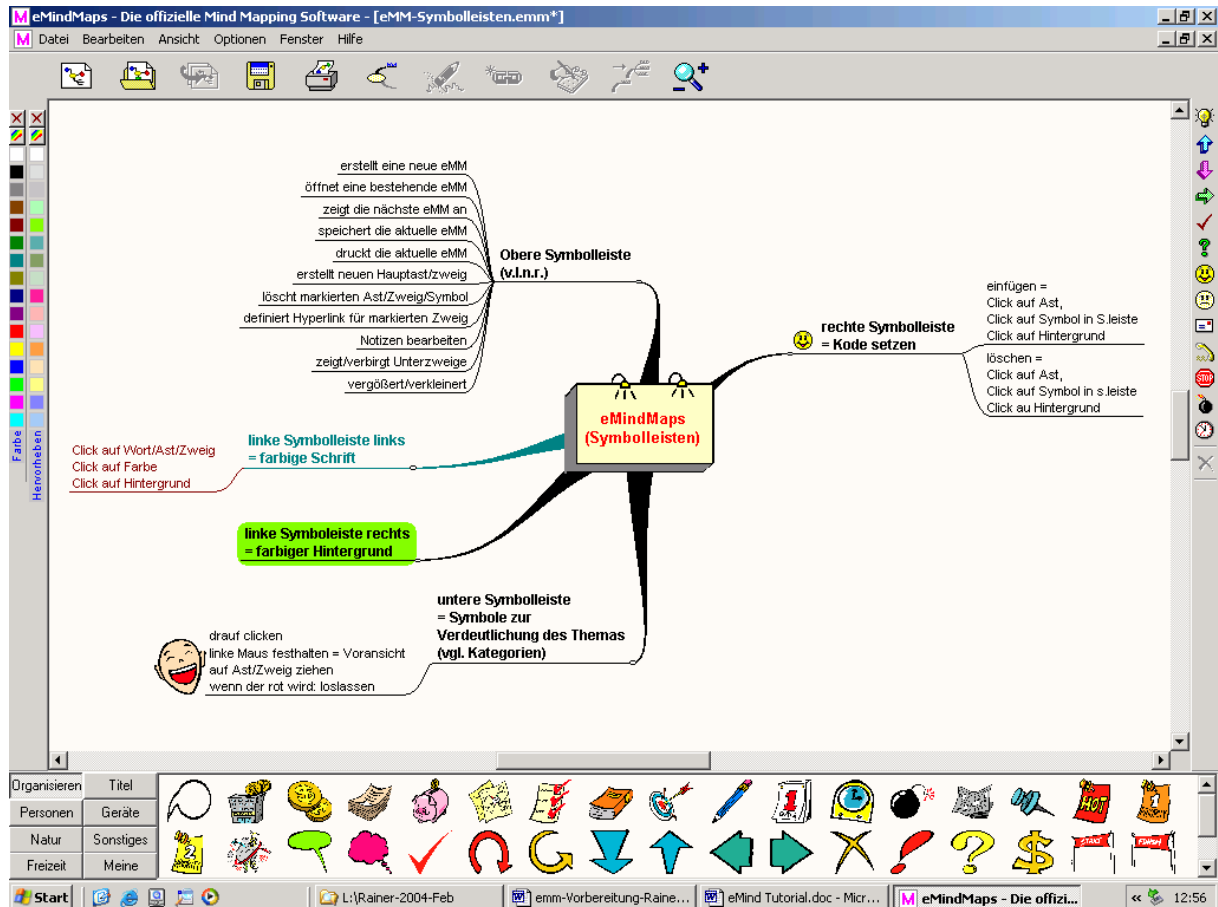 eMindMaps - Die offizielle Mind Mapping Software - [eMM-Symbolleisten.emm*]
Datei Bearbeiten Ansicht Optionen Fenster Hilfe
erstellt eine neue eMM
öffnet eine bestehende eMM
zeigt die nächste eMM an
speichert die aktuelle eMM
druckt die aktuelle eMM
erstellt neuen Hauptast/zweig
löscht markierten Ast/Zweig/Symbol
definiert Hyperlink für markierten Zweig
Notizen bearbeiten
zeigt/verbirgt Unterzweige
vergößert/verkleinert
Obere Symbolleiste
(v.l.n.r.)
rechte Symbolleiste
= Kode setzen
einfügen =
Click auf Ast,
Click auf Symbol in S.leiste
Click auf Hintergrund
löschen =
Click auf Ast,
Click auf Symbol in s.leiste
Click au Hintergrund
STOP
eMindMaps
(Symbolleisten)
Farbe
Hervorheben
linke Symbolleiste links
= farbige Schrift
Click auf Wort/Ast/Zweig
Click auf Farbe
Click auf Hintergrund
linke Symboleiste rechts
= farbiger Hintergrund
untere Symbolleiste
= Symbole zur
Verdeutlichung des Themas
(vgl. Kategorien)
drauf clicken
linke Maus festhalten = Voransicht
auf Ast/Zweig ziehen
wenn der rot wird: loslassen
Organisieren Titel
Personen Geräte
Natur Sonstiges
Freizeit Meine
1
HOT
1
2
START
FINISH
Start
L:\Rainer-2004-Feb
emm-Vorbereitung-Raine...
eMind Tutorial.doc - Micr...
eMindMaps - Die offizi...
12:56